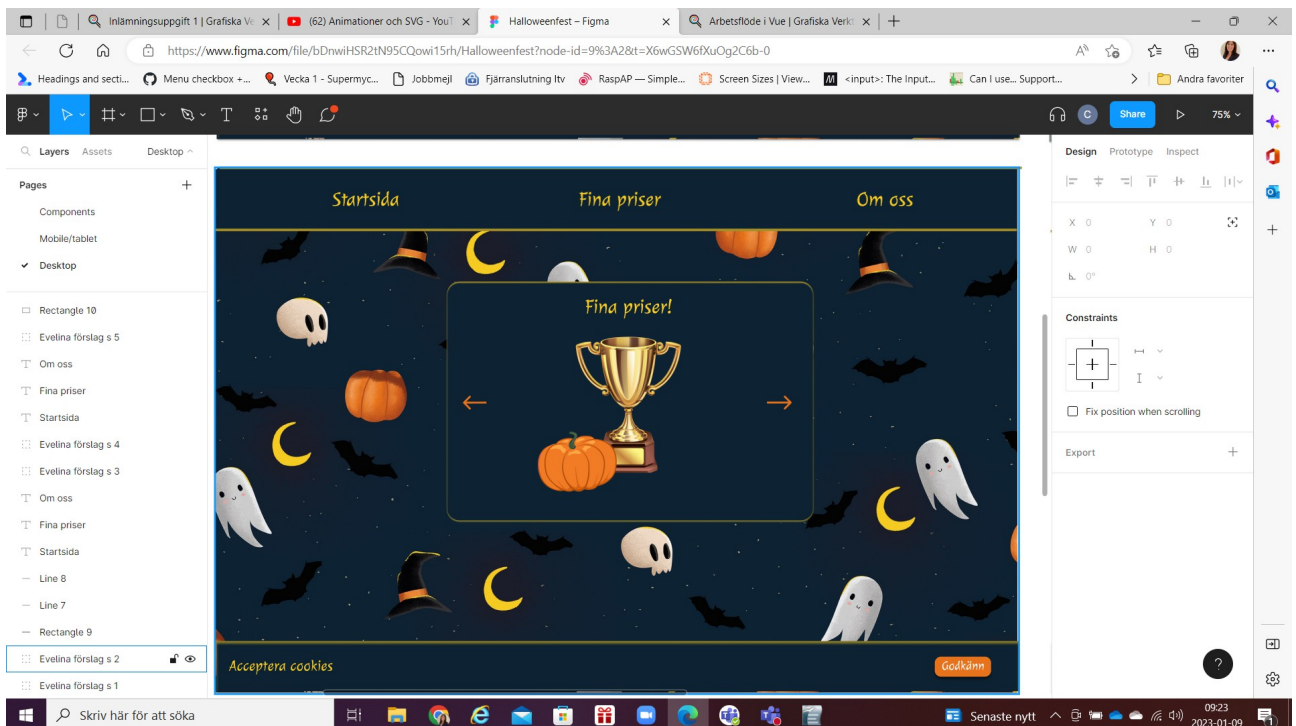 Inlämningsuppgift 1 | Grafiska Ve
(62) Animationer och SVG - YouT
Halloweenfest – Figma
Arbetsflöde i Vue | Grafiska Verkt
https://www.figma.com/file/bDnwiHSR2tN95CQowi15rh/Halloweenfest?node-id=9%3A2&t=X6wGSW6fXuOg2C6b-0
Headings and secti...
Menu checkbox +...
Vecka 1 - Supermyc...
Jobbmejl
Fjärranslutning Itv
RaspAP — Simple...
Screen Sizes | View...
<input>: The Input...
Can I use... Support...
Andra favoriter
C
Share
75%
Layers
Assets
Desktop
Pages
Components
Mobile/tablet
Desktop
Rectangle 10
Evelina förslag s 5
Om oss
Fina priser
Startsida
Evelina förslag s 4
Evelina förslag s 3
Om oss
Fina priser
Startsida
Line 8
Line 7
Rectangle 9
Evelina förslag s 2
Evelina förslag s 1
Startsida
Fina priser
Om oss
Fina priser!
Acceptera cookies
Godkänn
Design
Prototype
Inspect
X 0
Y 0
W 0
H 0
0°
Constraints
Fix position when scrolling
Export
?
Skriv här för att söka
Senaste nytt
09:23
2023-01-09